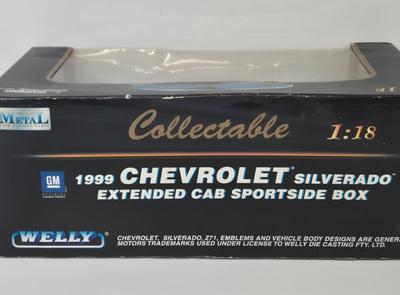 METAL
Collectable 1:18
GM
1999 CHEVROLET SILVERADO
EXTENDED CAB SPORTSIDE BOX
WELLY
CHEVROLET, SILVERADO, Z71, EMBLEMS AND VEHICLE BODY DESIGNS ARE GENER
MOTORS TRADEMARKS USED UNDER LICENSE TO WELLY DIE CASTING FTY. LTD.